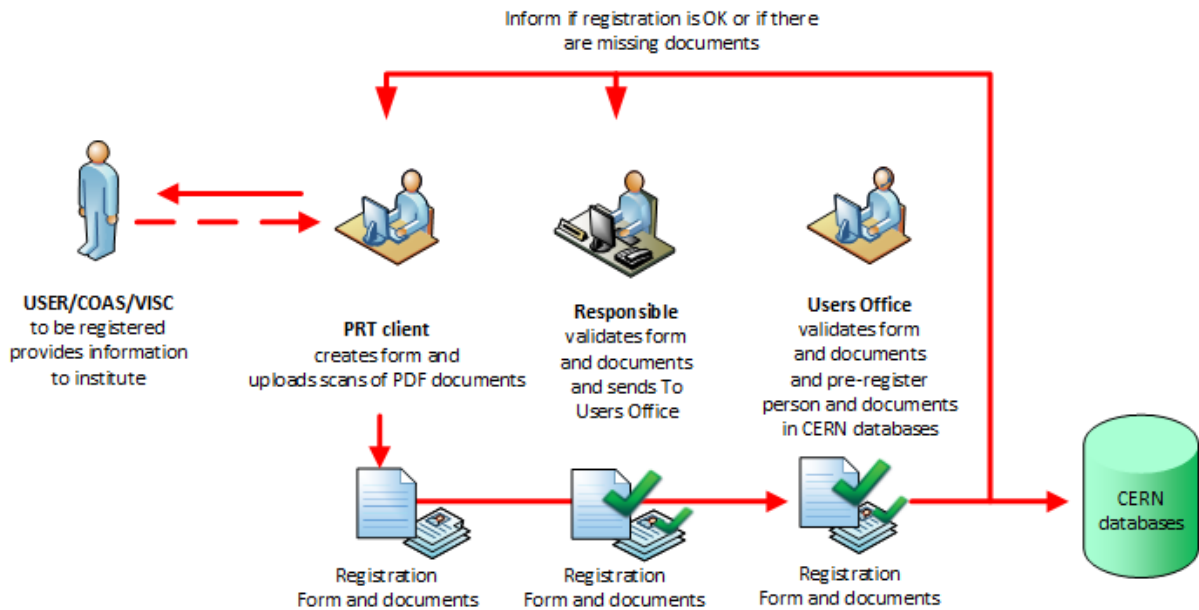 Inform if registration is OK or if there
are missing documents
USER/COAS/VISC
to be registered
provides information
to institute
PRT client
creates form and
uploads scans of PDF documents
Responsible
validates form
and documents
and sends To
Users Office
Users Office
validates form
and documents
and pre-register
person and documents
in CERN databases
CERN
databases
Registration
Form and documents
Registration
Form and documents
Registration
Form and documents